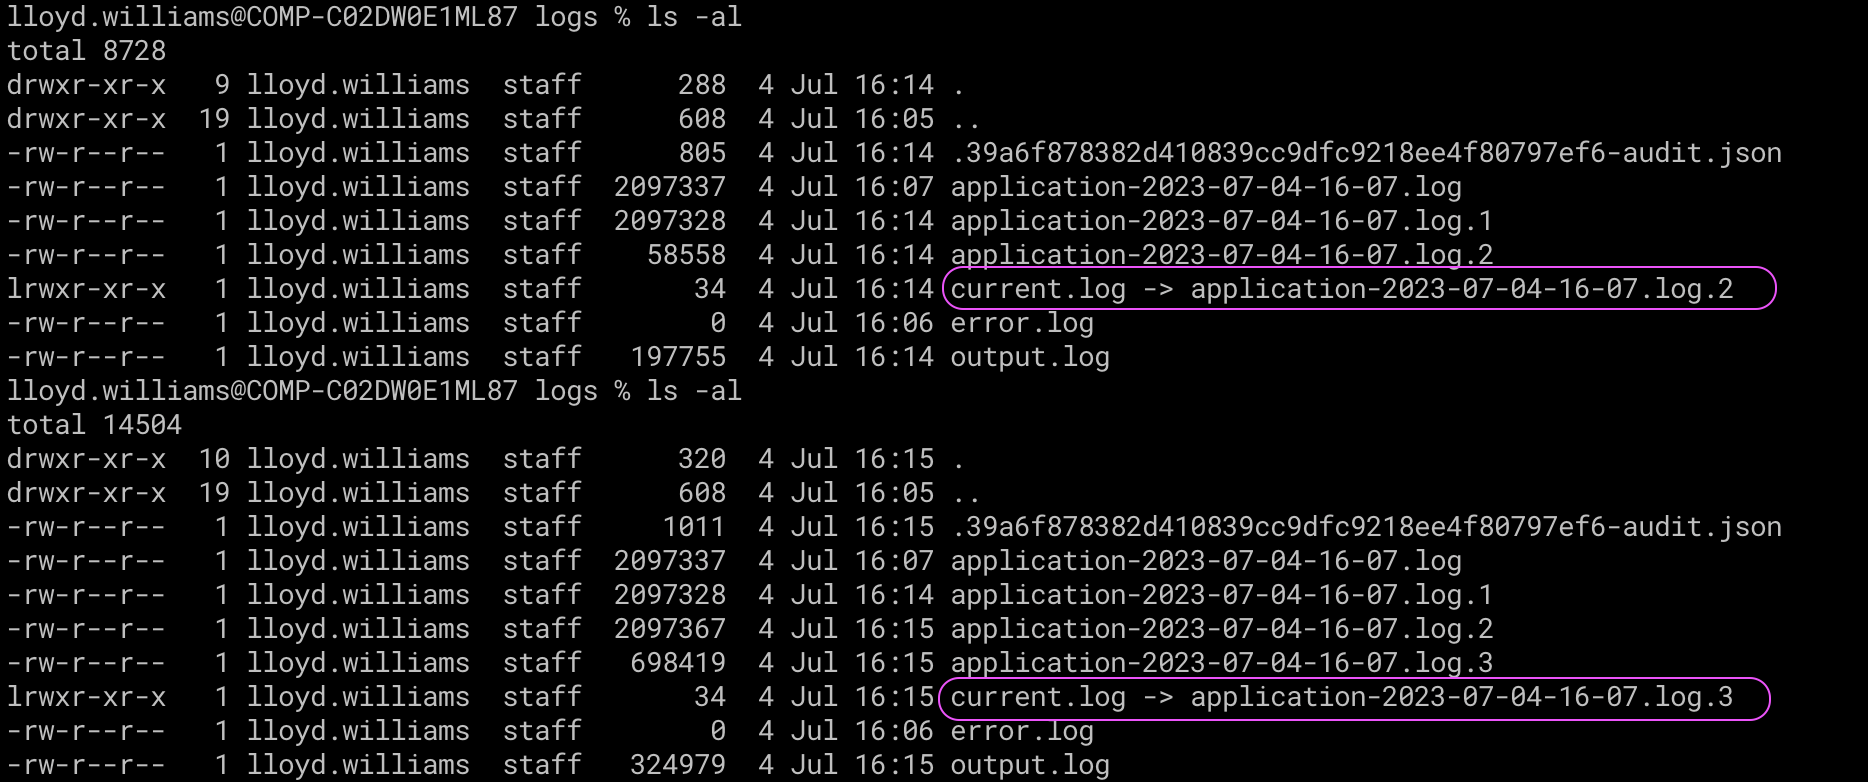 lloyd.williams@COMP-C02DW0E1ML87 logs % ls -al
total 8728
drwxr-xr-x   9 lloyd.williams  staff      288  4 Jul 16:14 .
drwxr-xr-x  19 lloyd.williams  staff      608  4 Jul 16:05 ..
-rw-r--r--   1 lloyd.williams  staff      805  4 Jul 16:14 .39a6f878382d410839cc9dfc9218ee4f80797ef6-audit.json
-rw-r--r--   1 lloyd.williams  staff  2097337  4 Jul 16:07 application-2023-07-04-16-07.log
-rw-r--r--   1 lloyd.williams  staff  2097328  4 Jul 16:14 application-2023-07-04-16-07.log.1
-rw-r--r--   1 lloyd.williams  staff    58558  4 Jul 16:14 application-2023-07-04-16-07.log.2
lrwxr-xr-x   1 lloyd.williams  staff       34  4 Jul 16:14 current.log -> application-2023-07-04-16-07.log.2
-rw-r--r--   1 lloyd.williams  staff        0  4 Jul 16:06 error.log
-rw-r--r--   1 lloyd.williams  staff   197755  4 Jul 16:14 output.log
lloyd.williams@COMP-C02DW0E1ML87 logs % ls -al
total 14504
drwxr-xr-x  10 lloyd.williams  staff      320  4 Jul 16:15 .
drwxr-xr-x  19 lloyd.williams  staff      608  4 Jul 16:05 ..
-rw-r--r--   1 lloyd.williams  staff     1011  4 Jul 16:15 .39a6f878382d410839cc9dfc9218ee4f80797ef6-audit.json
-rw-r--r--   1 lloyd.williams  staff  2097337  4 Jul 16:07 application-2023-07-04-16-07.log
-rw-r--r--   1 lloyd.williams  staff  2097328  4 Jul 16:14 application-2023-07-04-16-07.log.1
-rw-r--r--   1 lloyd.williams  staff  2097367  4 Jul 16:15 application-2023-07-04-16-07.log.2
-rw-r--r--   1 lloyd.williams  staff   698419  4 Jul 16:15 application-2023-07-04-16-07.log.3
lrwxr-xr-x   1 lloyd.williams  staff       34  4 Jul 16:15 current.log -> application-2023-07-04-16-07.log.3
-rw-r--r--   1 lloyd.williams  staff        0  4 Jul 16:06 error.log
-rw-r--r--   1 lloyd.williams  staff   324979  4 Jul 16:15 output.log